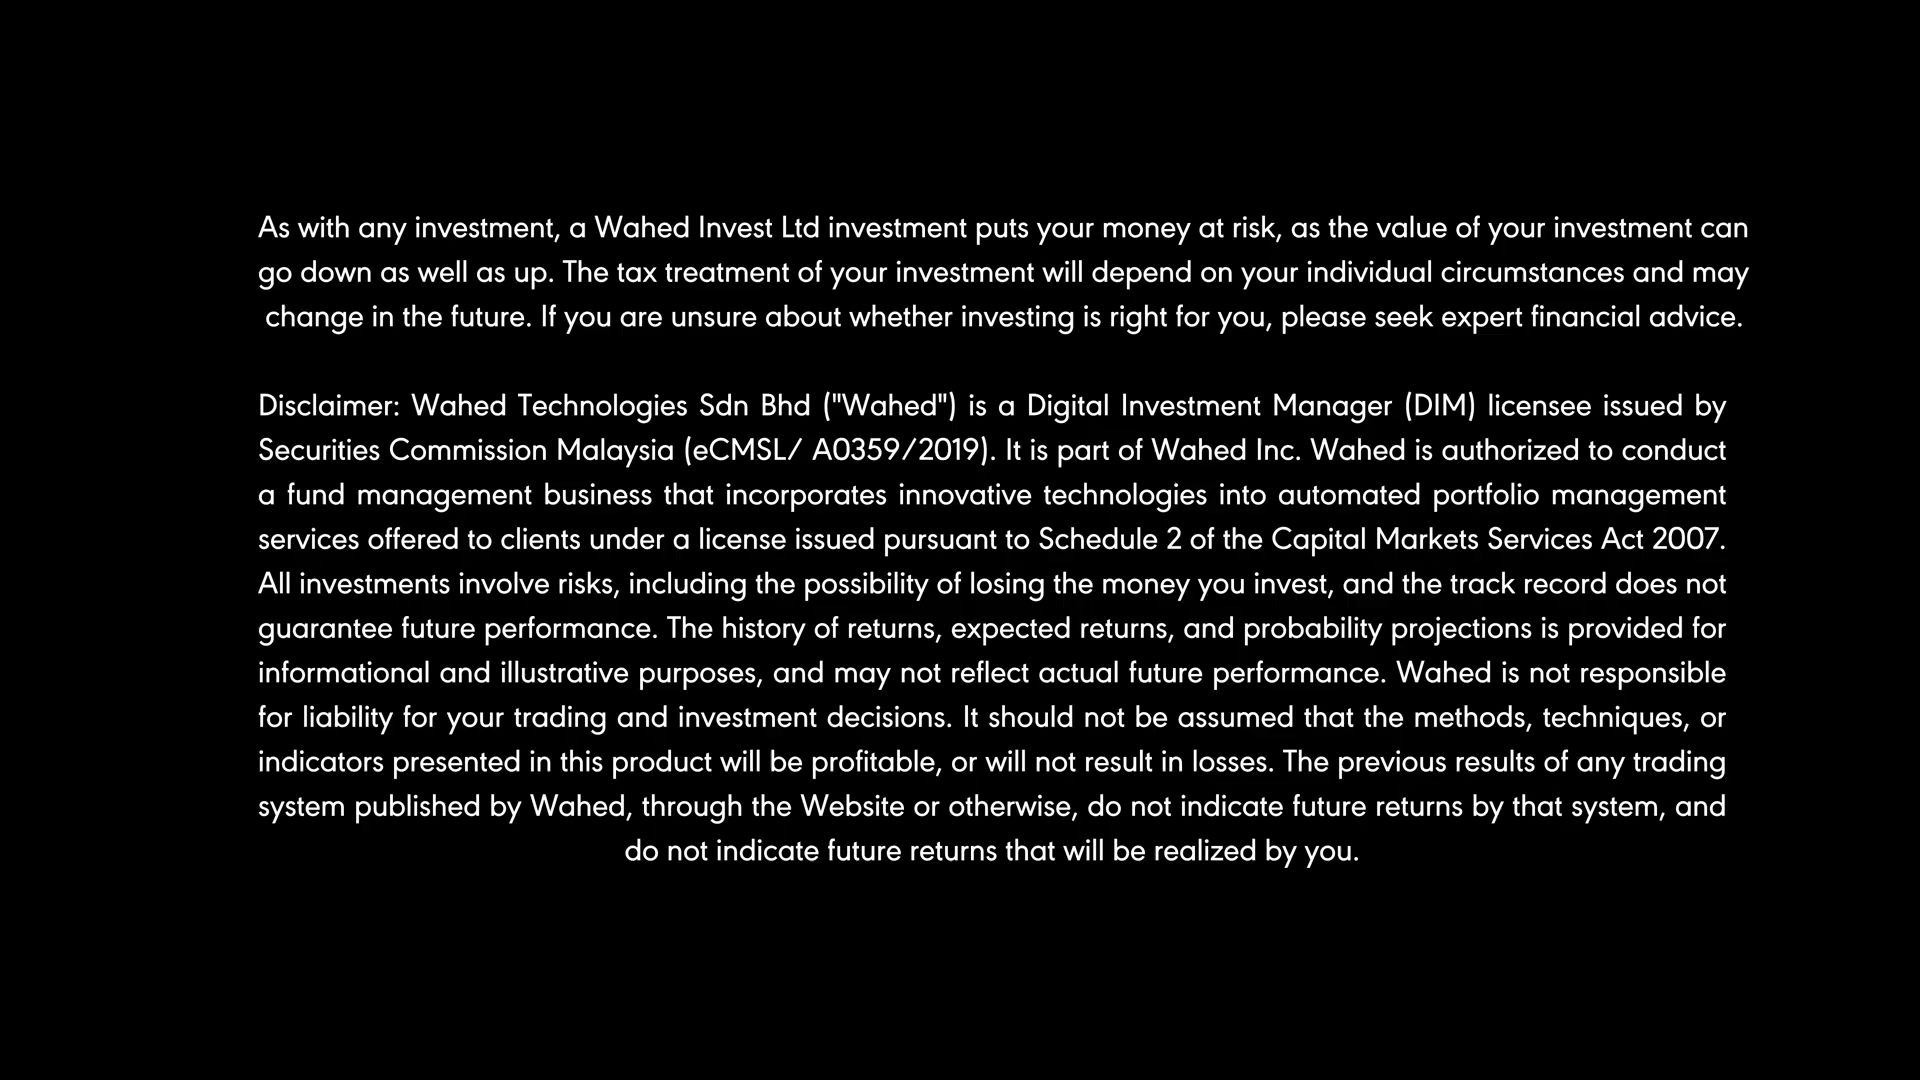 As with any investment, a Wahed Invest Ltd investment puts your money at risk, as the value of your investment can
go down as well as up. The tax treatment of your investment will depend on your individual circumstances and may
change in the future. If you are unsure about whether investing is right for you, please seek expert financial advice.
Disclaimer: Wahed Technologies Sdn Bhd ("Wahed") is a Digital Investment Manager (DIM) licensee issued by
Securities Commission Malaysia (eCMSL/ A0359/2019). It is part of Wahed Inc. Wahed is authorized to conduct
a fund management business that incorporates innovative technologies into automated portfolio management
services offered to clients under a license issued pursuant to Schedule 2 of the Capital Markets Services Act 2007.
All investments involve risks, including the possibility of losing the money you invest, and the track record does not
guarantee future performance. The history of returns, expected returns, and probability projections is provided for
informational and illustrative purposes, and may not reflect actual future performance. Wahed is not responsible
for liability for your trading and investment decisions. It should not be assumed that the methods, techniques, or
indicators presented in this product will be profitable, or will not result in losses. The previous results of any trading
system published by Wahed, through the Website or otherwise, do not indicate future returns by that system, and
do not indicate future returns that will be realized by you.